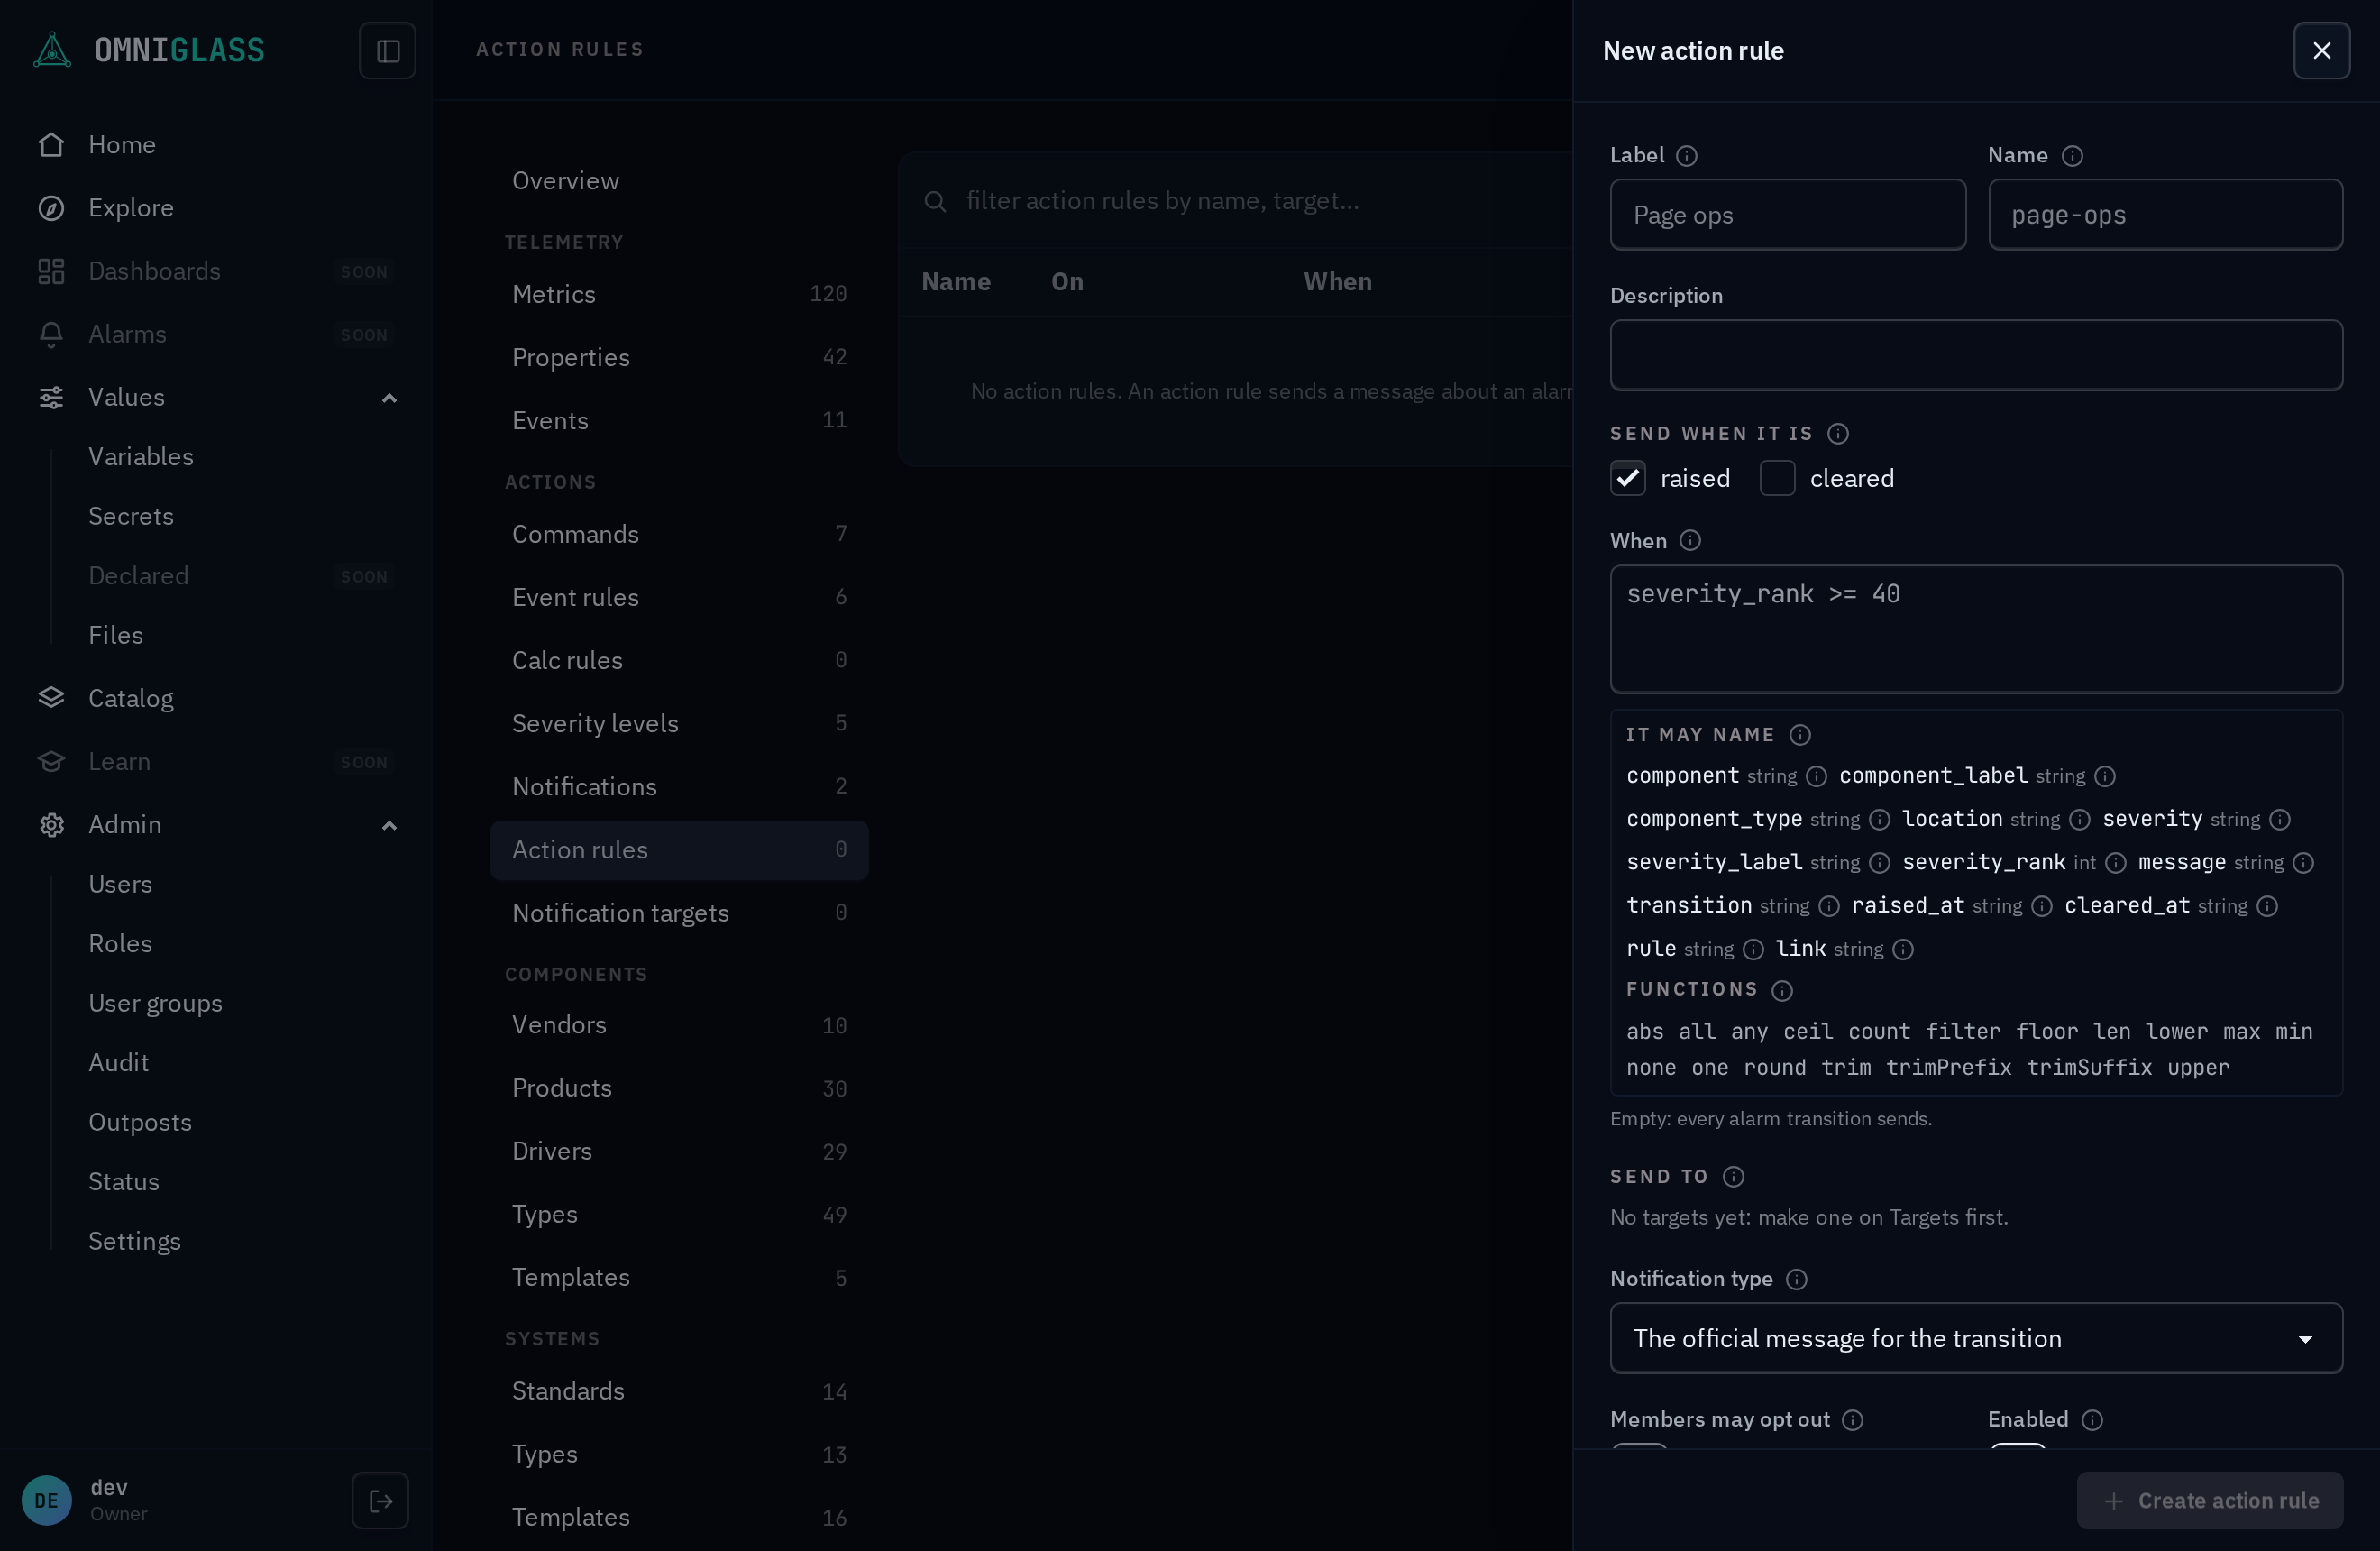 OMNIGLASS
Home
Explore
Dashboards SOON
Alarms SOON
Values
Variables
Secrets
Declared SOON
Files
Catalog
Learn SOON
Admin
Users
Roles
User groups
Audit
Outposts
Status
Settings
DE dev
Owner
ACTION RULES
Overview
TELEMETRY
Metrics 120
Properties 42
Events 11
ACTIONS
Commands 7
Event rules 6
Calc rules 0
Severity levels 5
Notifications 2
Action rules 0
Notification targets 0
COMPONENTS
Vendors 10
Products 30
Drivers 29
Types 49
Templates 5
SYSTEMS
Standards 14
Types 13
Templates 16
filter action rules by name, target...
Name On When
No action rules. An action rule sends a message about an alarm
New action rule
Label Name
Page ops page-ops
Description
SEND WHEN IT IS
raised cleared
When
severity_rank >= 40
IT MAY NAME
component string component_label string
component_type string location string severity string
severity_label string severity_rank int message string
transition string raised_at string cleared_at string
rule string link string
FUNCTIONS
abs all any ceil count filter floor len lower max min
none one round trim trimPrefix trimSuffix upper
Empty: every alarm transition sends.
SEND TO
No targets yet: make one on Targets first.
Notification type
The official message for the transition
Members may opt out Enabled
Create action rule